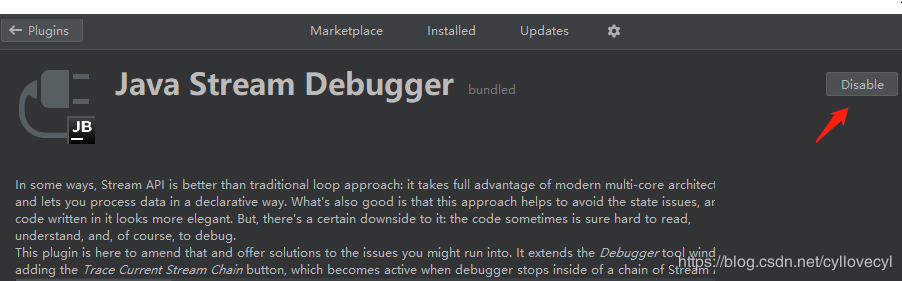 Plugins
Marketplace Installed Updates
Java Stream Debugger bundled
Disable
JB
In some ways, Stream API is better than traditional loop approach: it takes full advantage of modern multi-core architect
and lets you process data in a declarative way. What's also good is that this approach helps to avoid the state issues, ar
code written in it looks more elegant. But, there's a certain downside to it: the code sometimes is sure hard to read,
understand, and, of course, to debug.
This plugin is here to amend that and offer solutions to the issues you might run into. It extends the Debugger tool wind
adding the Trace Current Stream Chain button, which becomes active when debugger stops inside of a chain of Stream A
https://blog.csdn.net/cyllovecyl